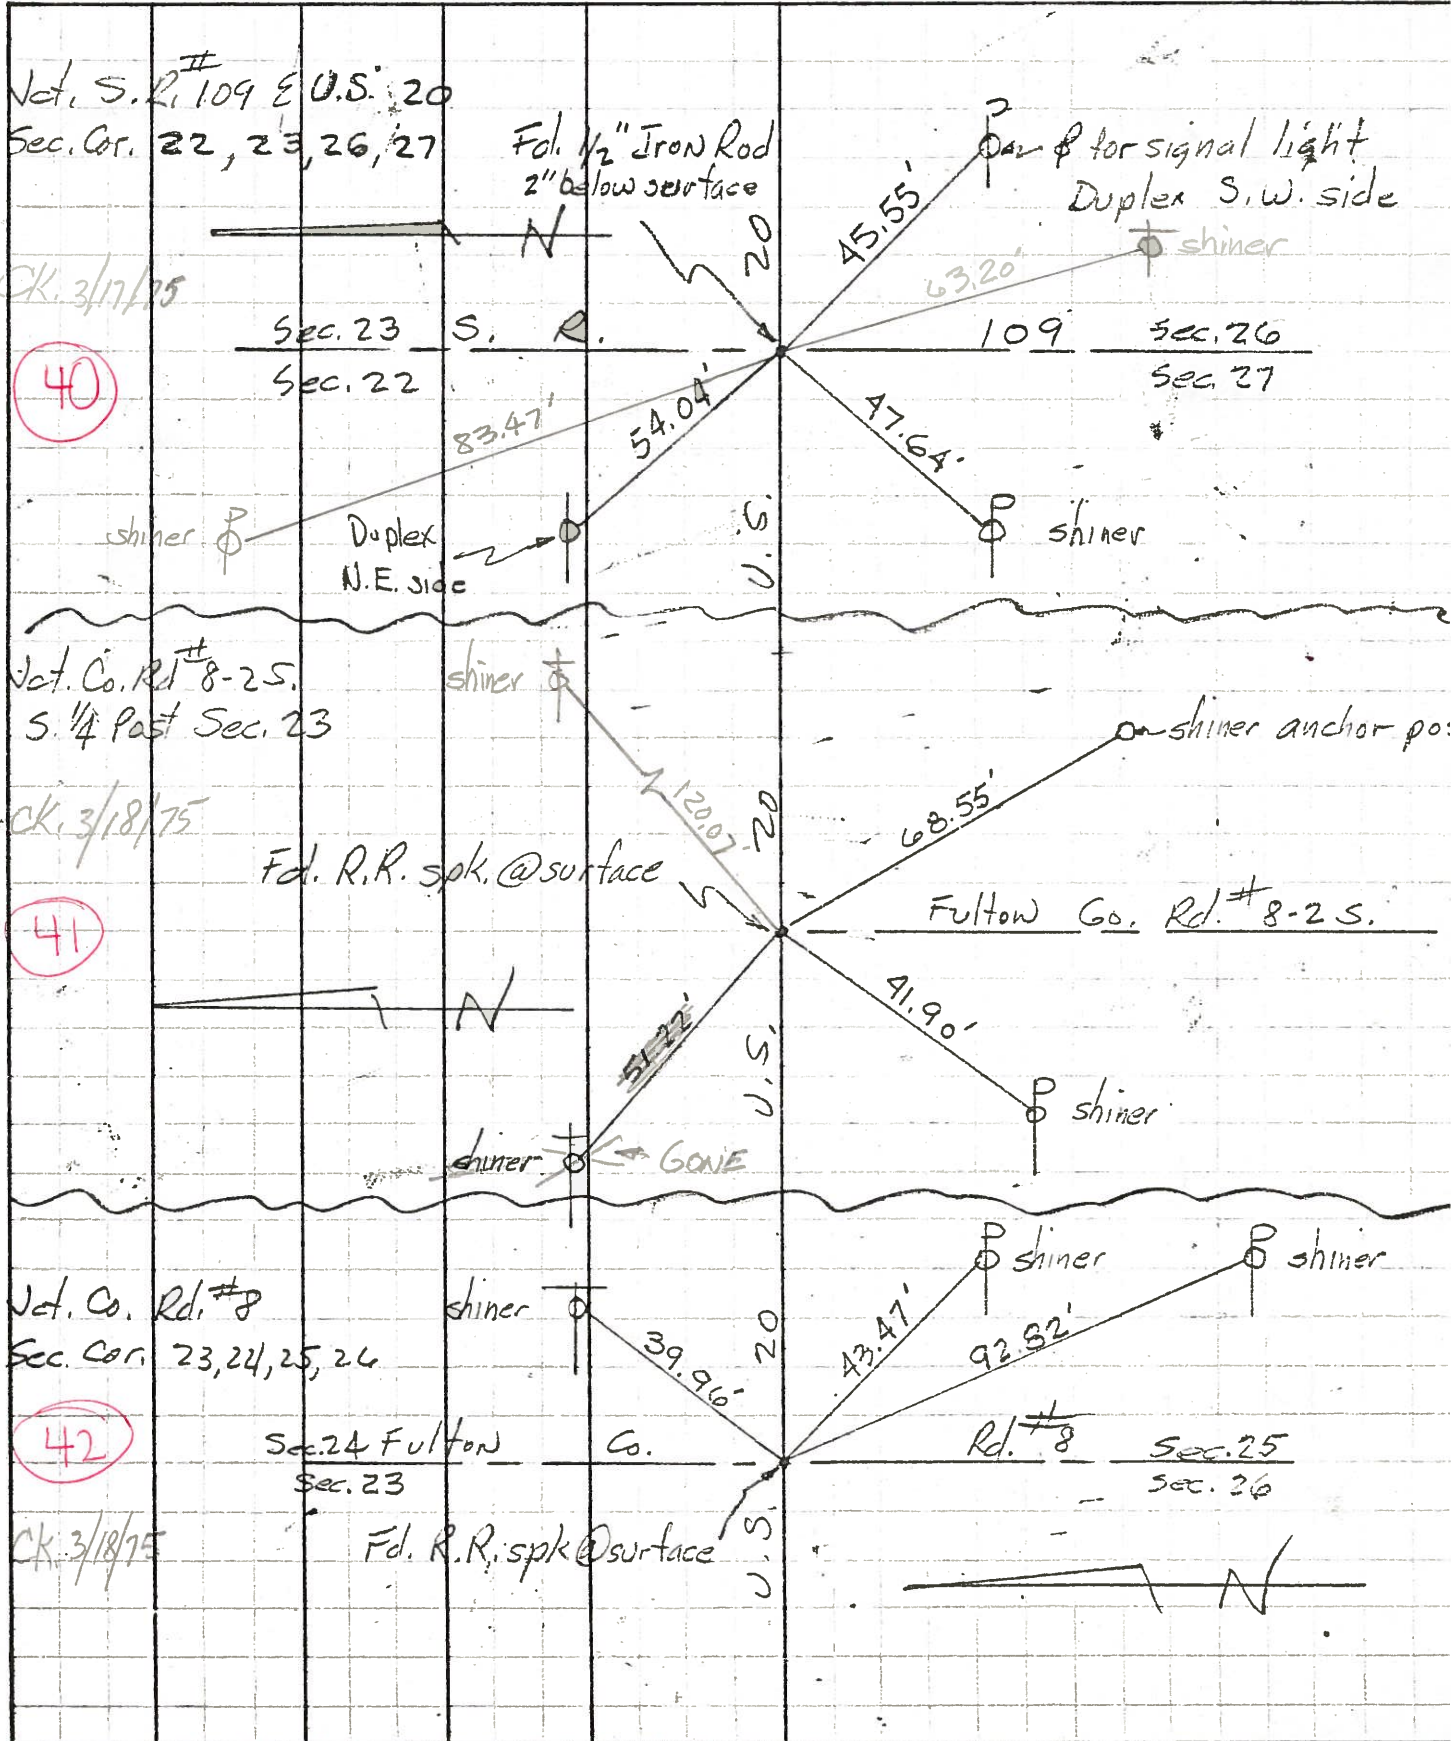 Jct. S.R. #109 & U.S. 20
Sec. Cor. 22, 23, 26, 27
Fd. 1/2" Iron Rod
2" below surface
P
for signal light
Duplex S.W. side
45.55'
20
shiner
63.20'
CK. 3/17/75
Sec. 23 S. R. 109 Sec. 26
Sec. 22 Sec. 27
40
83.47'
54.04'
47.64'
shiner P
Duplex
N.E. side
U.S.
P shiner
Jct. Co. Rd #8-2S.
S. 1/4 Post Sec. 23
shiner
shiner anchor pos
CK. 3/18/75
120.07'
20
68.55'
Fd. R.R. spk. @ surface
41
Fulton Co. Rd. #8-2S.
N
51.22'
U.S.
41.90'
P shiner
shiner
GONE
P shiner
P shiner
Jct. Co. Rd. #8
Sec. Cor. 23, 24, 25, 26
shiner
39.96'
20
43.47'
92.82'
42
Sec. 24 Fulton Co. Rd. #8 Sec. 25
Sec. 23 Sec. 26
CK. 3/18/75
Fd. R.R. spk @ surface
U.S.
N